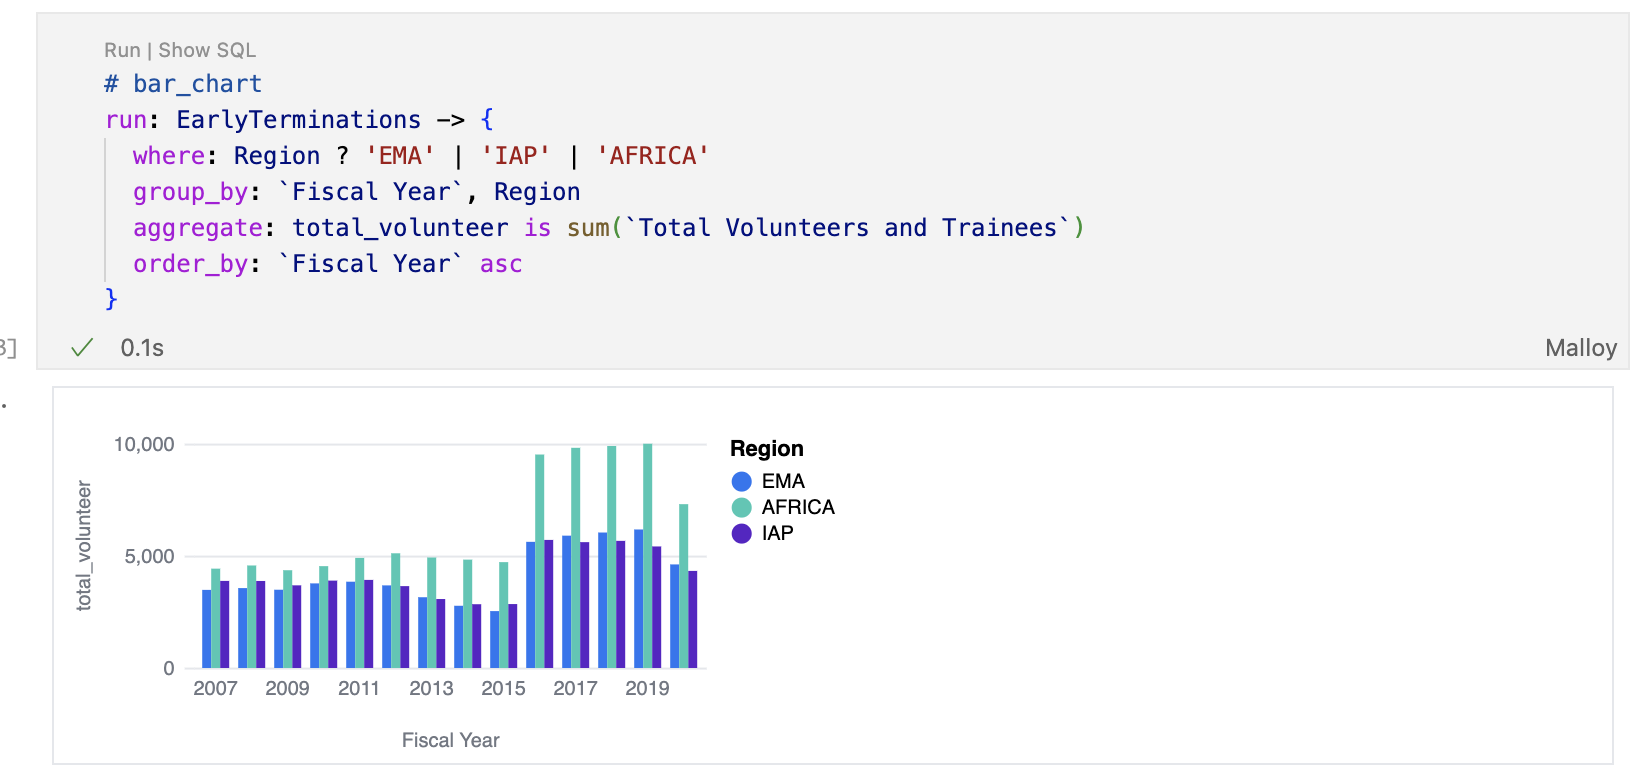 Run | Show SQL
# bar_chart
run: EarlyTerminations -> {
where: Region ? 'EMA' | 'IAP' | 'AFRICA'
group_by: `Fiscal Year`, Region
aggregate: total_volunteer is sum(`Total Volunteers and Trainees`)
order_by: `Fiscal Year` asc
}
]
0.1s
Malloy
10,000
5,000
0
total_volunteer
2007 2009 2011 2013 2015 2017 2019
Fiscal Year
Region
EMA
AFRICA
IAP